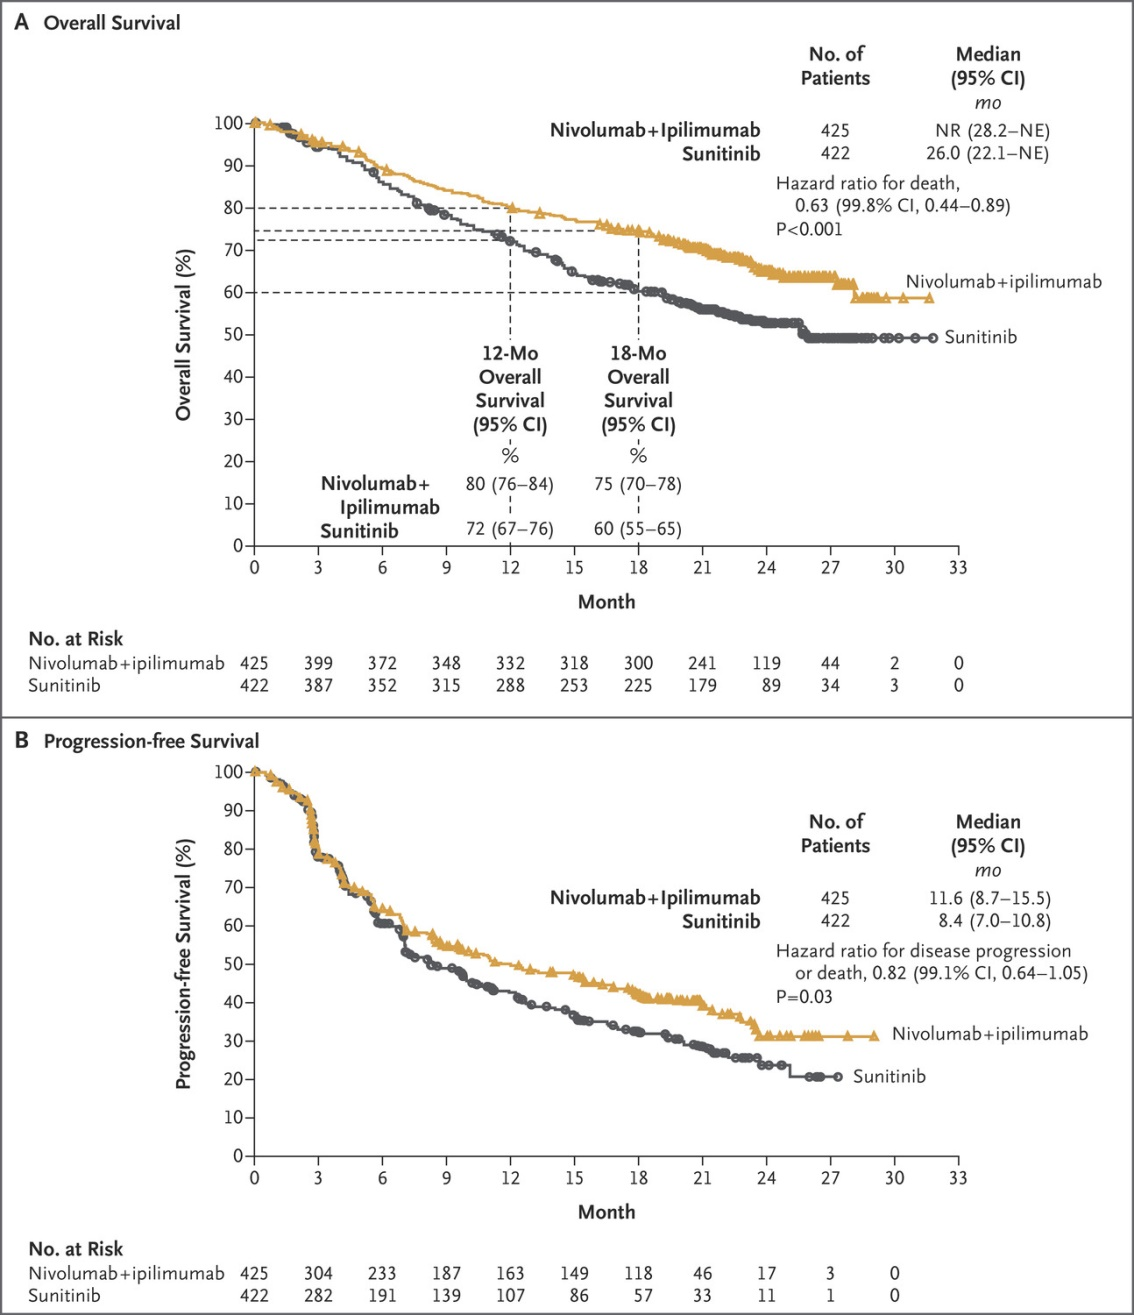 A Overall Survival
No. of Patients
Median (95% CI)
mo
Nivolumab+Ipilimumab 425 NR (28.2–NE)
Sunitinib 422 26.0 (22.1–NE)
Hazard ratio for death,
0.63 (99.8% CI, 0.44–0.89)
P<0.001
Overall Survival (%)
100
90
80
70
60
50
40
30
20
10
0
Nivolumab+ipilimumab
Sunitinib
12-Mo Overall Survival (95% CI)
18-Mo Overall Survival (95% CI)
% %
Nivolumab+ Ipilimumab 80 (76–84) 75 (70–78)
Sunitinib 72 (67–76) 60 (55–65)
0 3 6 9 12 15 18 21 24 27 30 33
Month
No. at Risk
Nivolumab+ipilimumab 425 399 372 348 332 318 300 241 119 44 2 0
Sunitinib 422 387 352 315 288 253 225 179 89 34 3 0
B Progression-free Survival
No. of Patients
Median (95% CI)
mo
Nivolumab+Ipilimumab 425 11.6 (8.7–15.5)
Sunitinib 422 8.4 (7.0–10.8)
Hazard ratio for disease progression
or death, 0.82 (99.1% CI, 0.64–1.05)
P=0.03
Progression-free Survival (%)
100
90
80
70
60
50
40
30
20
10
0
Nivolumab+ipilimumab
Sunitinib
0 3 6 9 12 15 18 21 24 27 30 33
Month
No. at Risk
Nivolumab+ipilimumab 425 304 233 187 163 149 118 46 17 3 0
Sunitinib 422 282 191 139 107 86 57 33 11 1 0